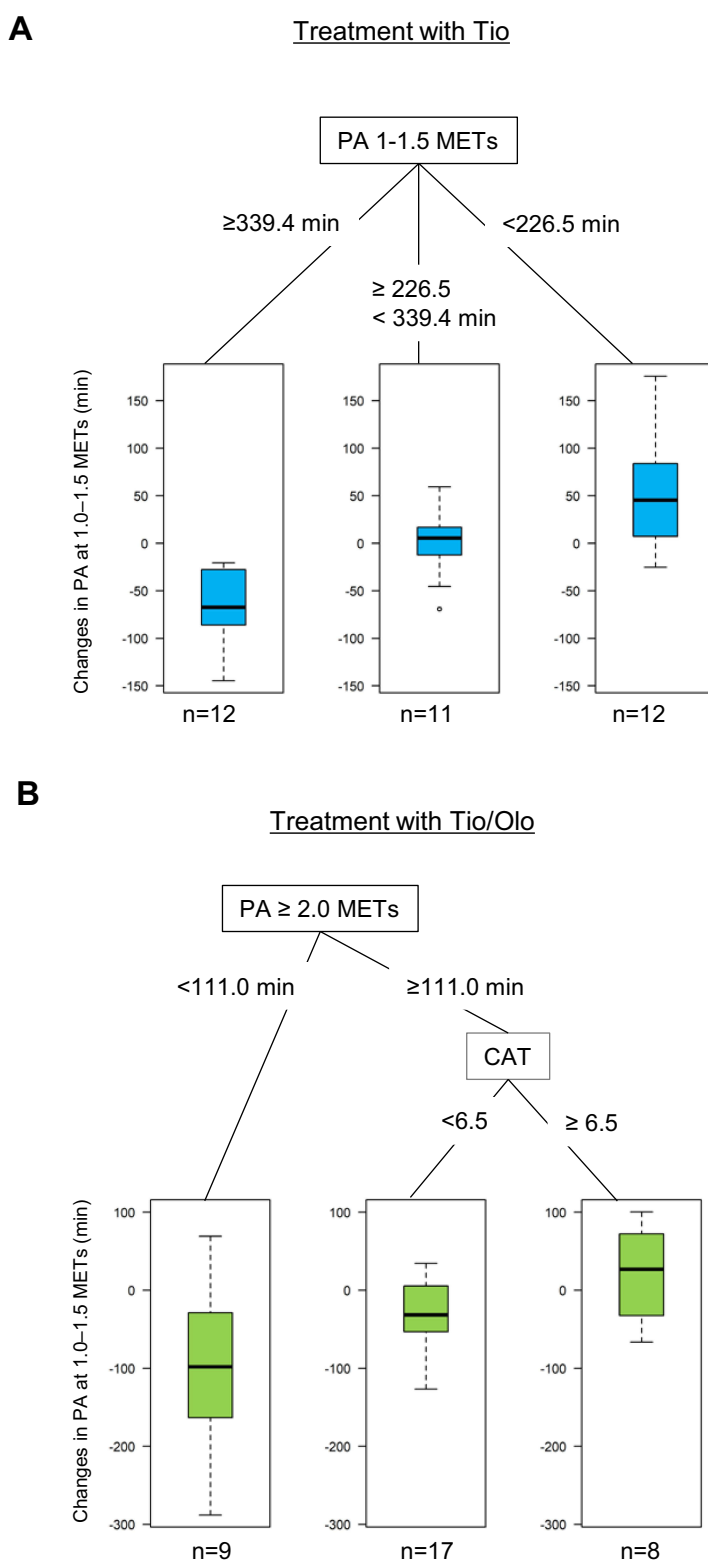 A
Treatment with Tio
PA 1-1.5 METs
≥339.4 min
<226.5 min
≥ 226.5
< 339.4 min
Changes in PA at 1.0–1.5 METs (min)
150
100
50
0
-50
-100
-150
150
100
50
0
-50
-100
-150
150
100
50
0
-50
-100
-150
n=12
n=11
n=12
B
Treatment with Tio/Olo
PA ≥ 2.0 METs
<111.0 min
≥111.0 min
CAT
<6.5
≥ 6.5
Changes in PA at 1.0–1.5 METs (min)
100
0
-100
-200
-300
100
0
-100
-200
-300
100
0
-100
-200
-300
n=9
n=17
n=8